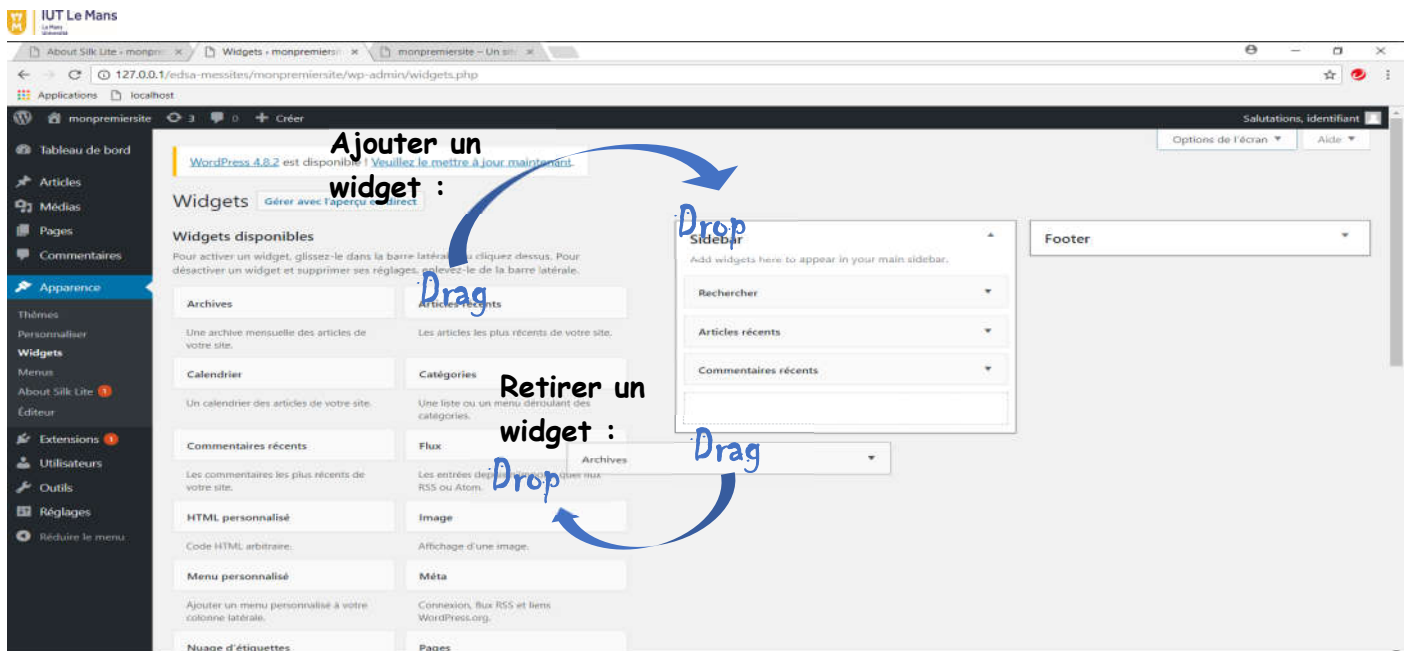 IUT Le Mans
Le Mans
Université
About Silk Lite ‹ monpre
Widgets ‹ monpremiersi
monpremiersite – Un sit
127.0.0.1/edsa-messites/monpremiersite/wp-admin/widgets.php
Applications
localhost
monpremiersite
3
0
Créer
Salutations, identifiant
Options de l'écran
Aide
Tableau de bord
Articles
Médias
Pages
Commentaires
Apparence
Thèmes
Personnaliser
Widgets
Menus
About Silk Lite 1
Éditeur
Extensions 1
Utilisateurs
Outils
Réglages
Réduire le menu
WordPress 4.8.2 est disponible ! Veuillez le mettre à jour maintenant.
Ajouter un
widget :
Widgets
Gérer avec l'aperçu en direct
Widgets disponibles
Pour activer un widget, glissez-le dans la barre latérale ou cliquez dessus. Pour
désactiver un widget et supprimer ses réglages, enlevez-le de la barre latérale.
Drag
Drop
Archives
Une archive mensuelle des articles de
votre site.
Articles récents
Les articles les plus récents de votre site.
Calendrier
Un calendrier des articles de votre site.
Catégories
Une liste ou un menu déroulant des
catégories.
Commentaires récents
Les commentaires les plus récents de
votre site.
Flux
Les entrées
RSS ou Atom.
HTML personnalisé
Code HTML arbitraire.
Image
Affichage d'une image.
Menu personnalisé
Ajouter un menu personnalisé à votre
colonne latérale.
Méta
Connexion, flux RSS et liens
WordPress.org.
Nuage d'étiquettes
Pages
Retirer un
widget :
Drop
Drag
Archives
Sidebar
Add widgets here to appear in your main sidebar.
Rechercher
Articles récents
Commentaires récents
Footer